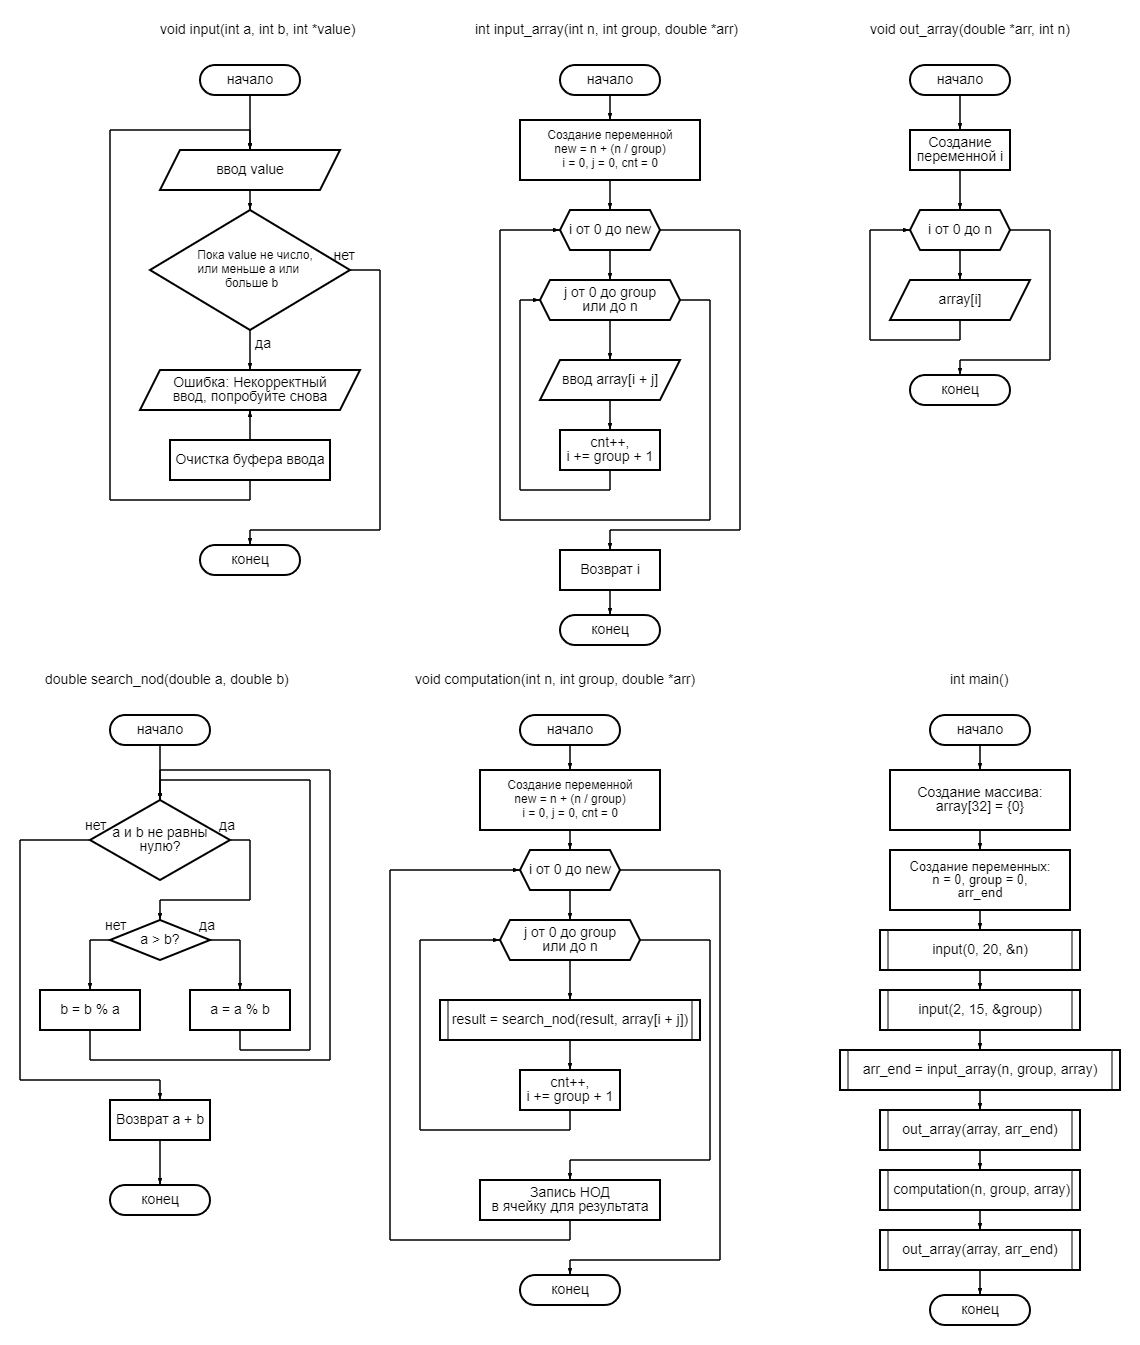 void input(int a, int b, int *value)
начало
ввод value
Пока value не число,
или меньше a или
больше b
нет
да
Ошибка: Некорректный
ввод, попробуйте снова
Очистка буфера ввода
конец
int input_array(int n, int group, double *arr)
начало
Создание переменной
new = n + (n / group)
i = 0, j = 0, cnt = 0
i от 0 до new
j от 0 до group
или до n
ввод array[i + j]
cnt++,
i += group + 1
Возврат i
конец
void out_array(double *arr, int n)
начало
Создание
переменной i
i от 0 до n
array[i]
конец
double search_nod(double a, double b)
начало
нет
a и b не равны
нулю?
да
нет
a > b?
да
b = b % a
a = a % b
Возврат a + b
конец
void computation(int n, int group, double *arr)
начало
Создание переменной
new = n + (n / group)
i = 0, j = 0, cnt = 0
i от 0 до new
j от 0 до group
или до n
result = search_nod(result, array[i + j])
cnt++,
i += group + 1
Запись НОД
в ячейку для результата
конец
int main()
начало
Создание массива:
array[32] = {0}
Создание переменных:
n = 0, group = 0,
arr_end
input(0, 20, &n)
input(2, 15, &group)
arr_end = input_array(n, group, array)
out_array(array, arr_end)
computation(n, group, array)
out_array(array, arr_end)
конец